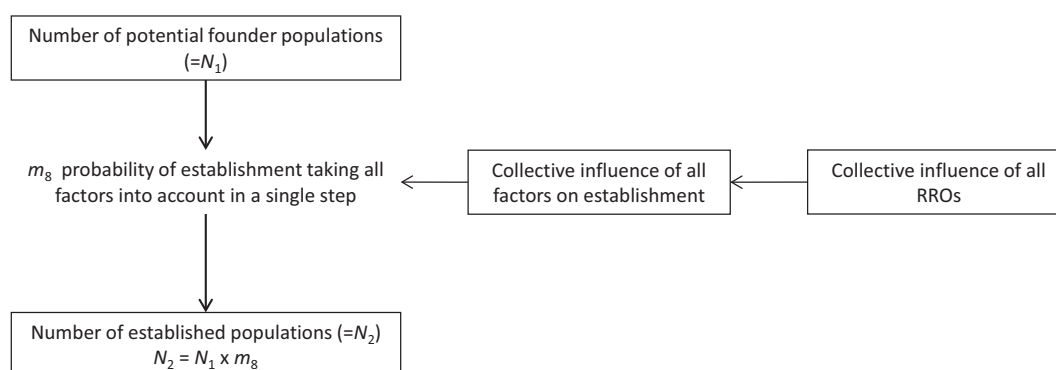 Number of potential founder populations
(=N₁)
m₈ probability of establishment taking all
factors into account in a single step
Collective influence of all
factors on establishment
Collective influence of all
RROs
Number of established populations (=N₂)
N₂ = N₁ x m₈